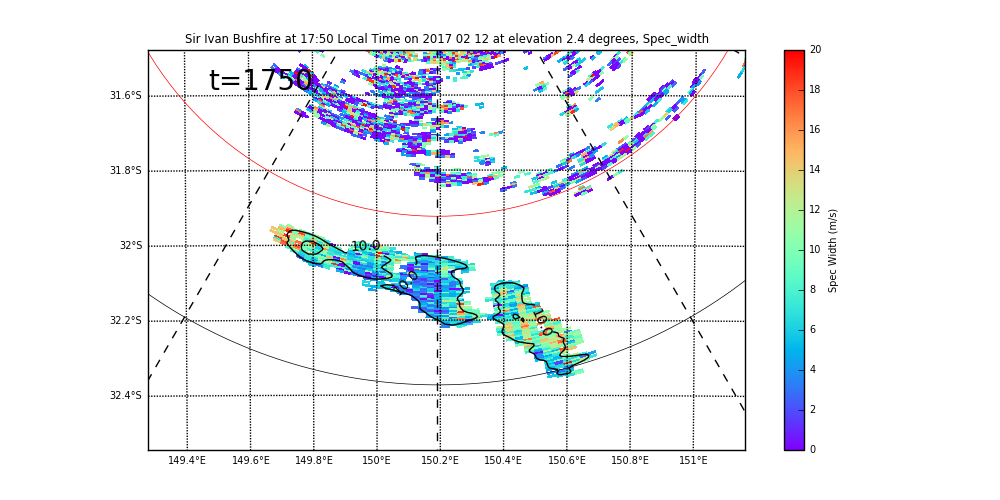 Sir Ivan Bushfire at 17:50 Local Time on 2017 02 12 at elevation 2.4 degrees, Spec_width
t=1750
31.6°S
31.8°S
32°S
32.2°S
32.4°S
149.4°E
149.6°E
149.8°E
150°E
150.2°E
150.4°E
150.6°E
150.8°E
151°E
10.0
20
18
16
14
12
10
8
6
4
2
0
Spec Width (m/s)